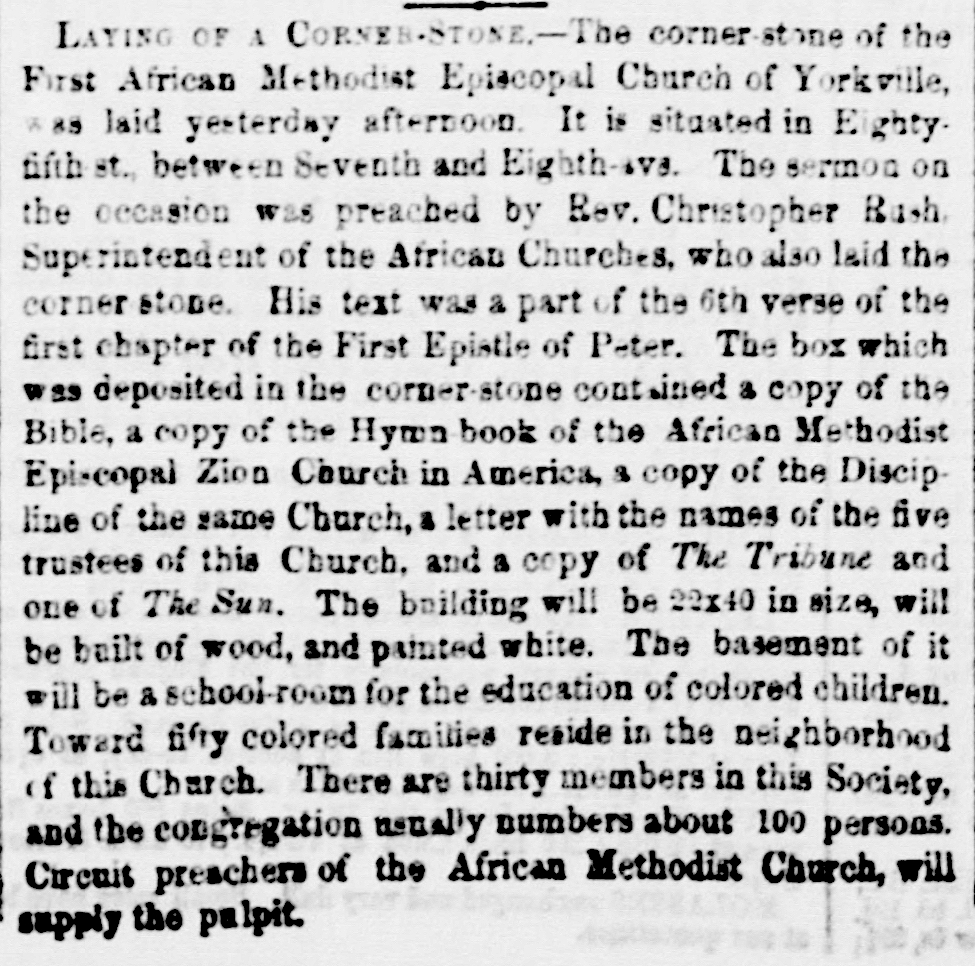 LAYING OF A CORNER-STONE.—The corner-stone of the
First African Methodist Episcopal Church of Yorkville,
was laid yesterday afternoon. It is situated in Eighty-
fifth st., between Seventh and Eighth-avs. The sermon on
the occasion was preached by Rev. Christopher Rush,
Superintendent of the African Churches, who also laid the
corner stone. His text was a part of the 6th verse of the
first chapter of the First Epistle of Peter. The box which
was deposited in the corner-stone contained a copy of the
Bible, a copy of the Hymn book of the African Methodist
Episcopal Zion Church in America, a copy of the Discip-
line of the same Church, a letter with the names of the five
trustees of this Church, and a copy of The Tribune and
one of The Sun. The building will be 22x40 in size, will
be built of wood, and painted white. The basement of it
will be a school-room for the education of colored children.
Toward fifty colored families reside in the neighborhood
of this Church. There are thirty members in this Society,
and the congregation usually numbers about 100 persons.
Circuit preachers of the African Methodist Church, will
supply the pulpit.